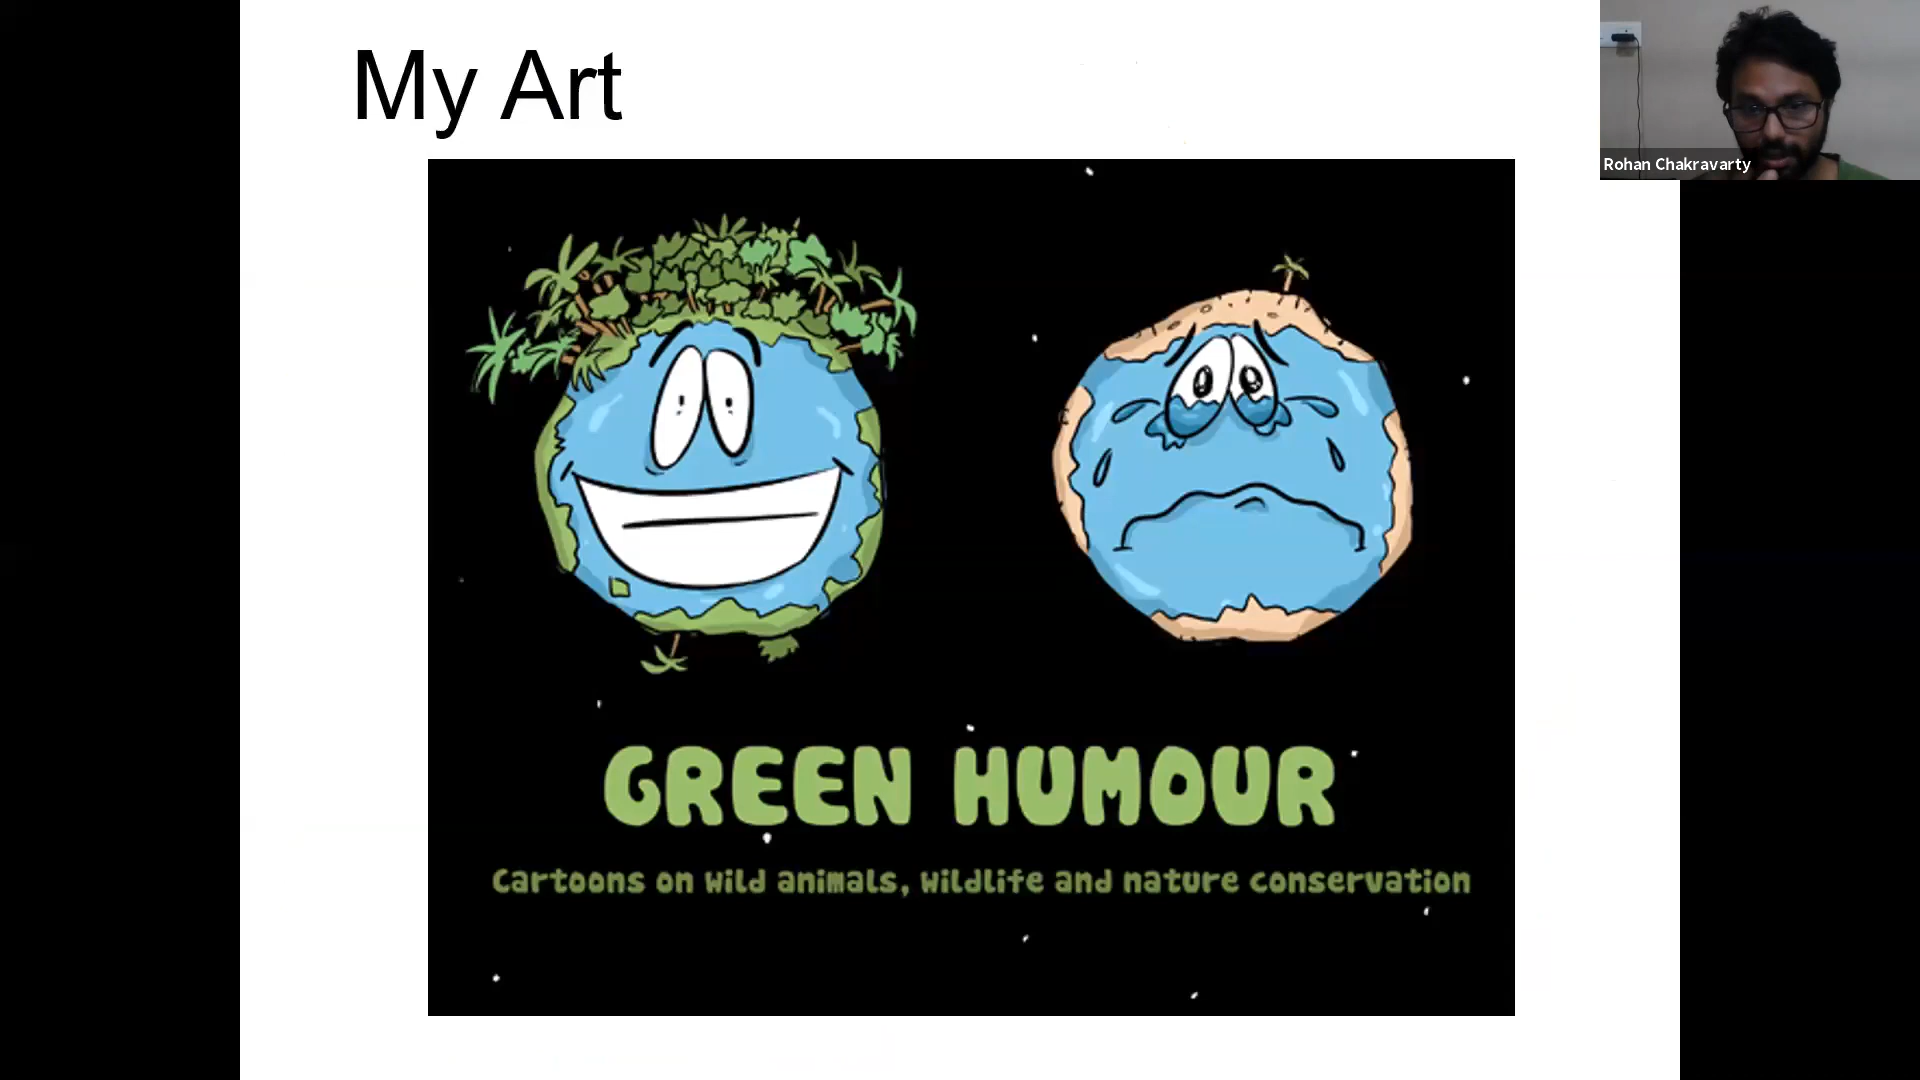 My Art
Rohan Chakravarty
GREEN HUMOUR
Cartoons on wild animals, wildlife and nature conservation